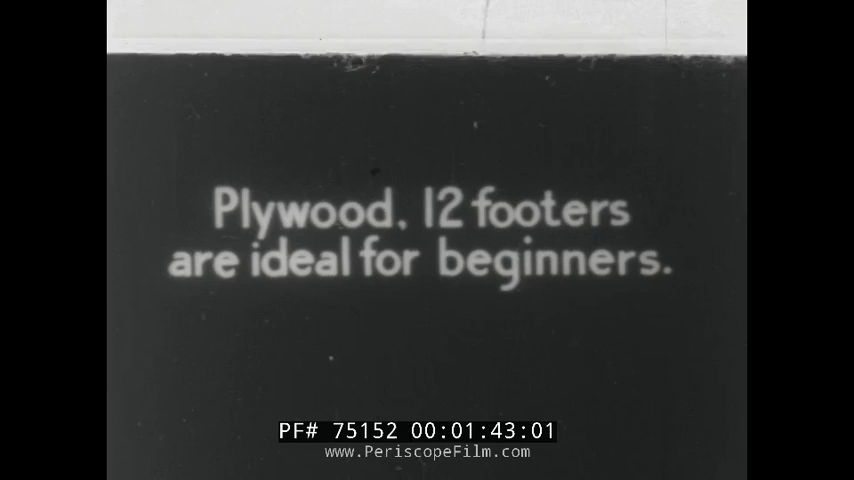 Plywood. 12 footers
are ideal for beginners.
PF# 75152 00:01:43:01
www.PeriscopeFilm.com